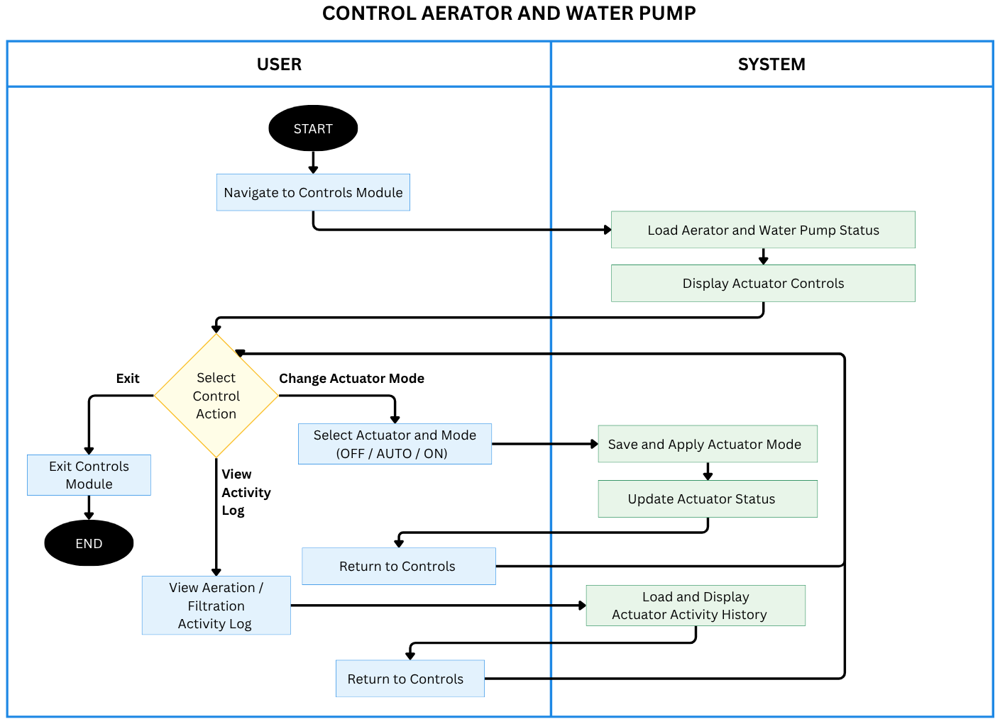 CONTROL AERATOR AND WATER PUMP
USER
SYSTEM
START
Navigate to Controls Module
Load Aerator and Water Pump Status
Display Actuator Controls
Select
Control
Action
Exit
Change Actuator Mode
Select Actuator and Mode
(OFF / AUTO / ON)
Save and Apply Actuator Mode
Exit Controls
Module
View
Activity
Log
Update Actuator Status
END
Return to Controls
View Aeration /
Filtration
Activity Log
Load and Display
Actuator Activity History
Return to Controls